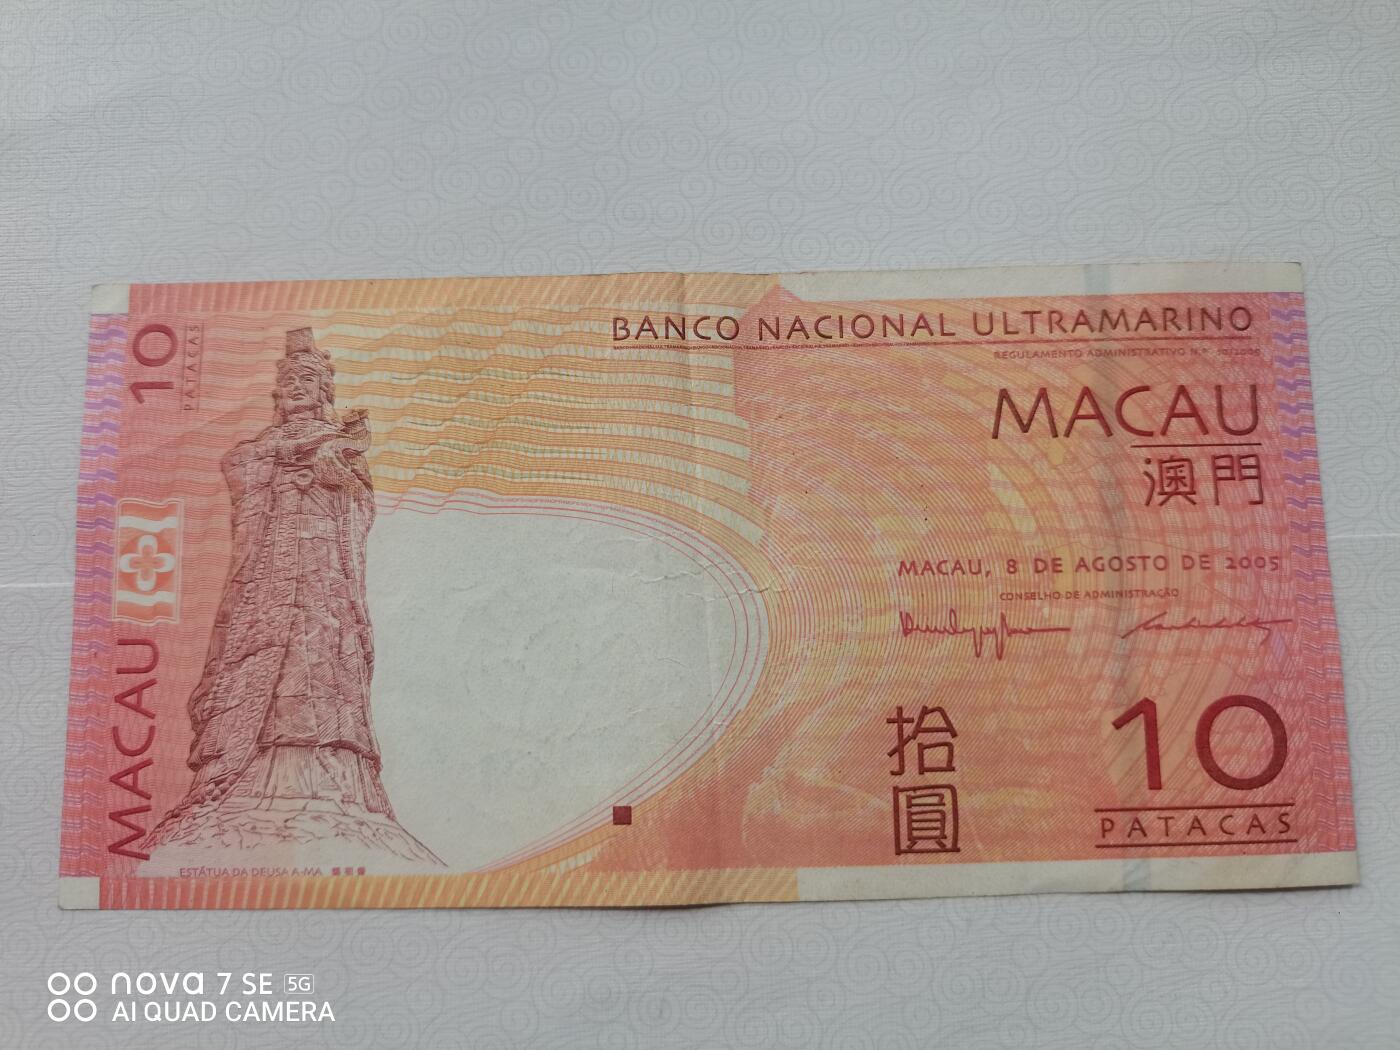 BANCO NACIONAL ULTRAMARINO
MACAU
澳門
MACAU, 8 DE AGOSTO DE 2005
CONSELHO DE ADMINISTRAÇÃO
拾圓
10
PATACAS
10
PATACAS
MACAU
ESTÁTUA DA DEUSA A-MA
nova 7 SE 5G
AI QUAD CAMERA